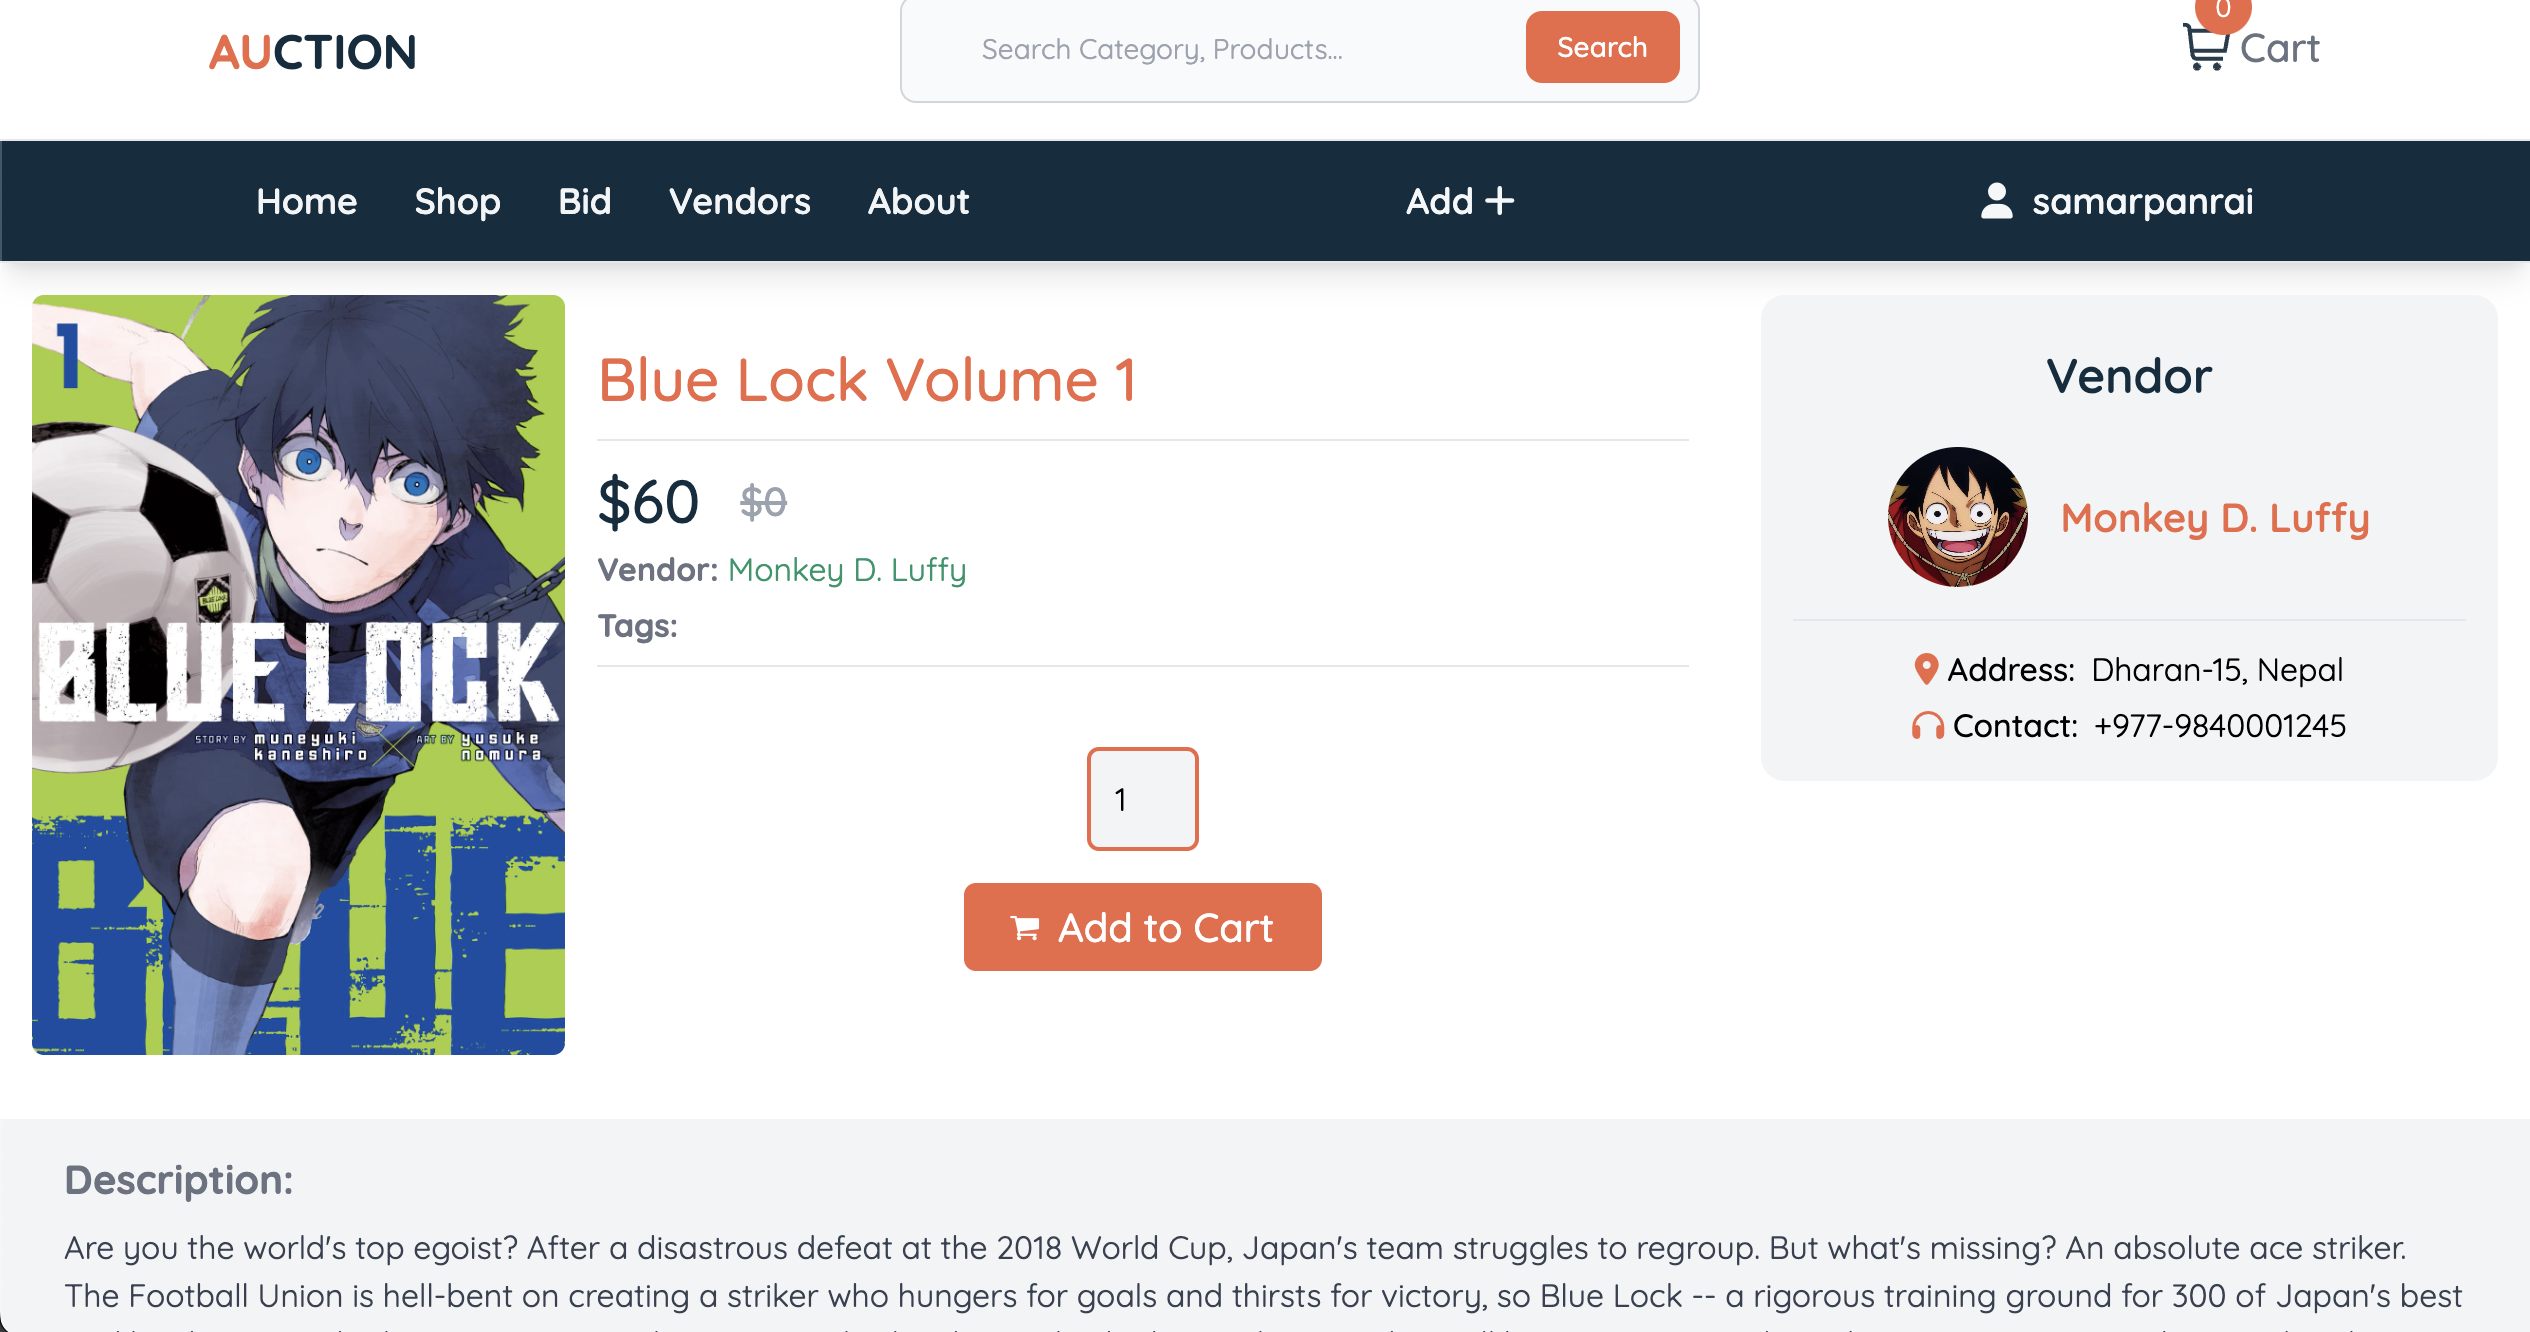 AUCTION
Search Category, Products...
Search
0
Cart
Home
Shop
Bid
Vendors
About
Add +
samarpanrai
1
BLUE LOCK
STORY BY muneyuki kaneshiro
ART BY yusuke nomura
BLUE
Blue Lock Volume 1
$60 $0
Vendor: Monkey D. Luffy
Tags:
1
Add to Cart
Vendor
Monkey D. Luffy
Address: Dharan-15, Nepal
Contact: +977-9840001245
Description:
Are you the world's top egoist? After a disastrous defeat at the 2018 World Cup, Japan's team struggles to regroup. But what's missing? An absolute ace striker.
The Football Union is hell-bent on creating a striker who hungers for goals and thirsts for victory, so Blue Lock -- a rigorous training ground for 300 of Japan's best